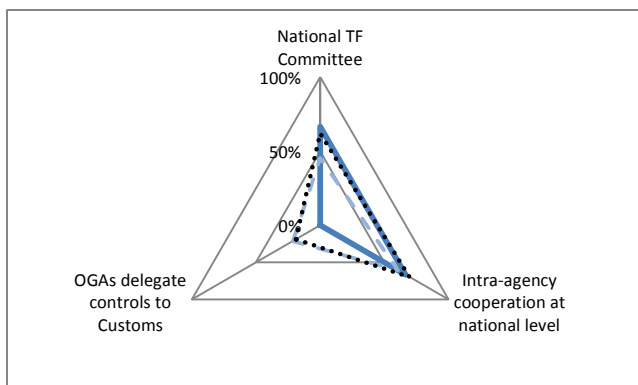 National TF
Committee
100%
50%
0%
OGAs delegate
controls to
Customs
Intra-agency
cooperation at
national level